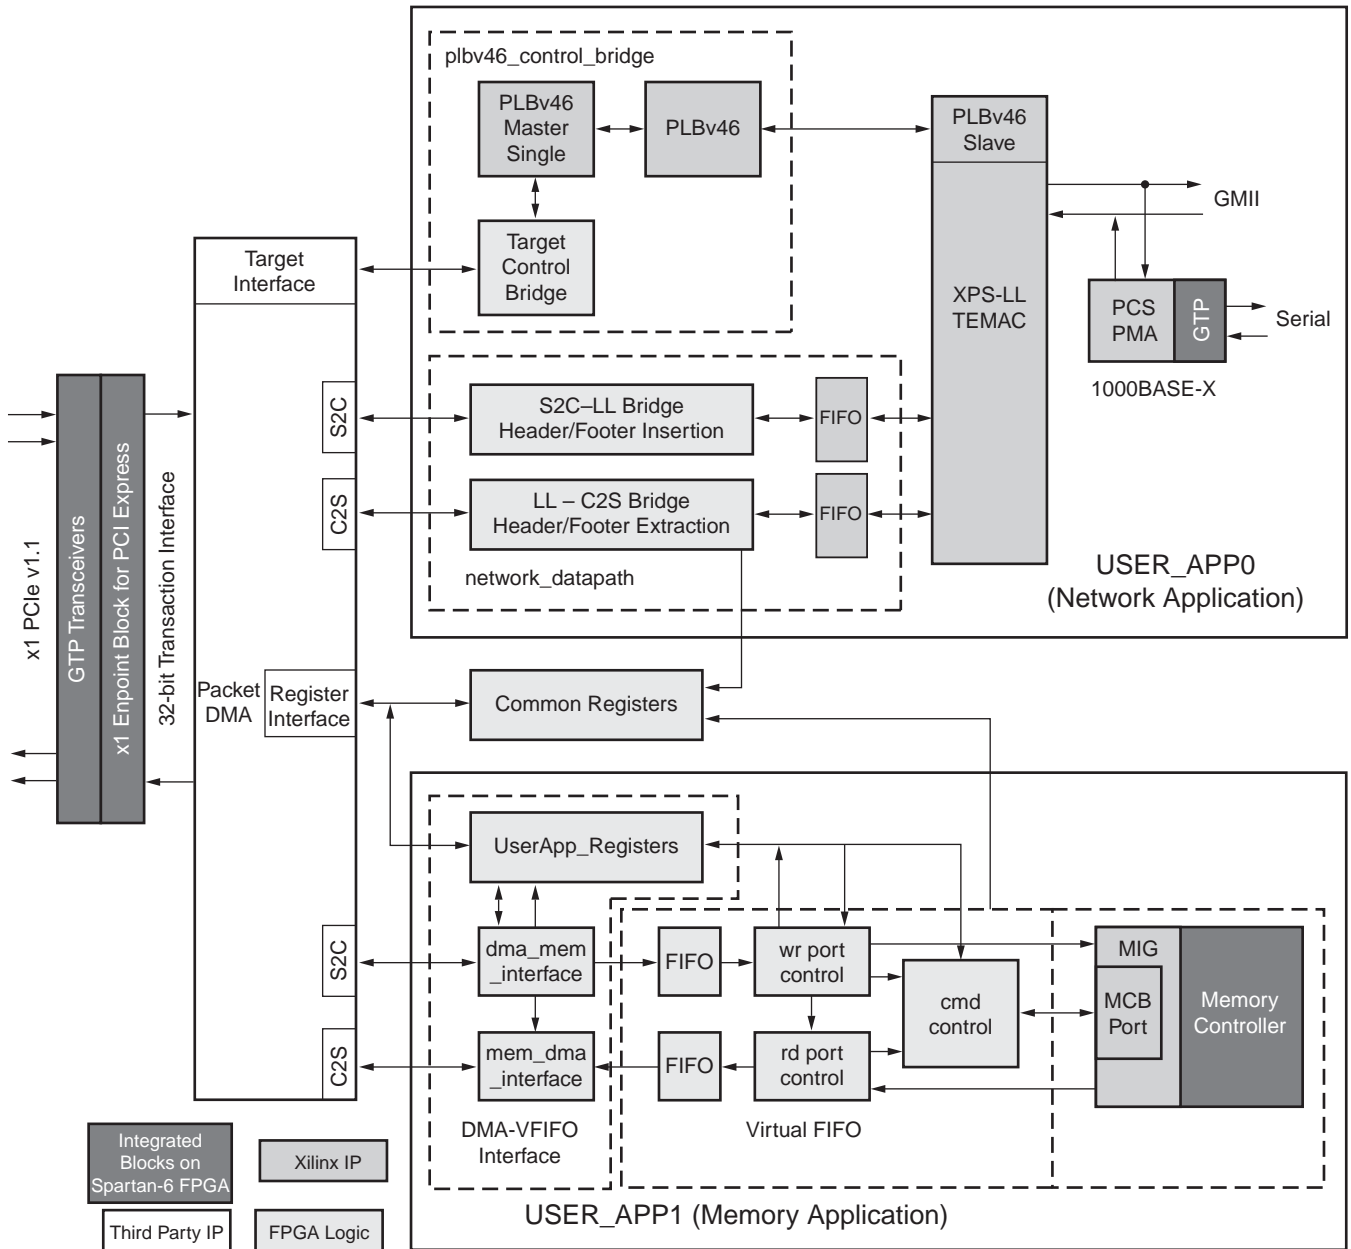 plbv46_control_bridge
PLBv46
Master
Single
PLBv46
PLBv46
Slave
GMII
Target
Control
Bridge
Target
Interface
XPS-LL
TEMAC
PCS
PMA
GTP
Serial
1000BASE-X
S2C
S2C–LL Bridge
Header/Footer Insertion
FIFO
C2S
LL – C2S Bridge
Header/Footer Extraction
FIFO
network_datapath
USER_APP0
(Network Application)
x1 PCIe v1.1
GTP Transceivers
x1 Enpoint Block for PCI Express
32-bit Transaction Interface
Packet
DMA
Register
Interface
Common Registers
UserApp_Registers
S2C
dma_mem
_interface
FIFO
wr port
control
cmd
control
MIG
MCB
Port
Memory
Controller
C2S
mem_dma
_interface
FIFO
rd port
control
DMA-VFIFO
Interface
Virtual FIFO
USER_APP1 (Memory Application)
Integrated
Blocks on
Spartan-6 FPGA
Xilinx IP
Third Party IP
FPGA Logic